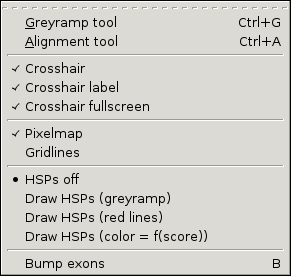 Greyramp tool Ctrl+G
Alignment tool Ctrl+A
Crosshair
Crosshair label
Crosshair fullscreen
Pixelmap
Gridlines
HSPs off
Draw HSPs (greyramp)
Draw HSPs (red lines)
Draw HSPs (color = f(score))
Bump exons B